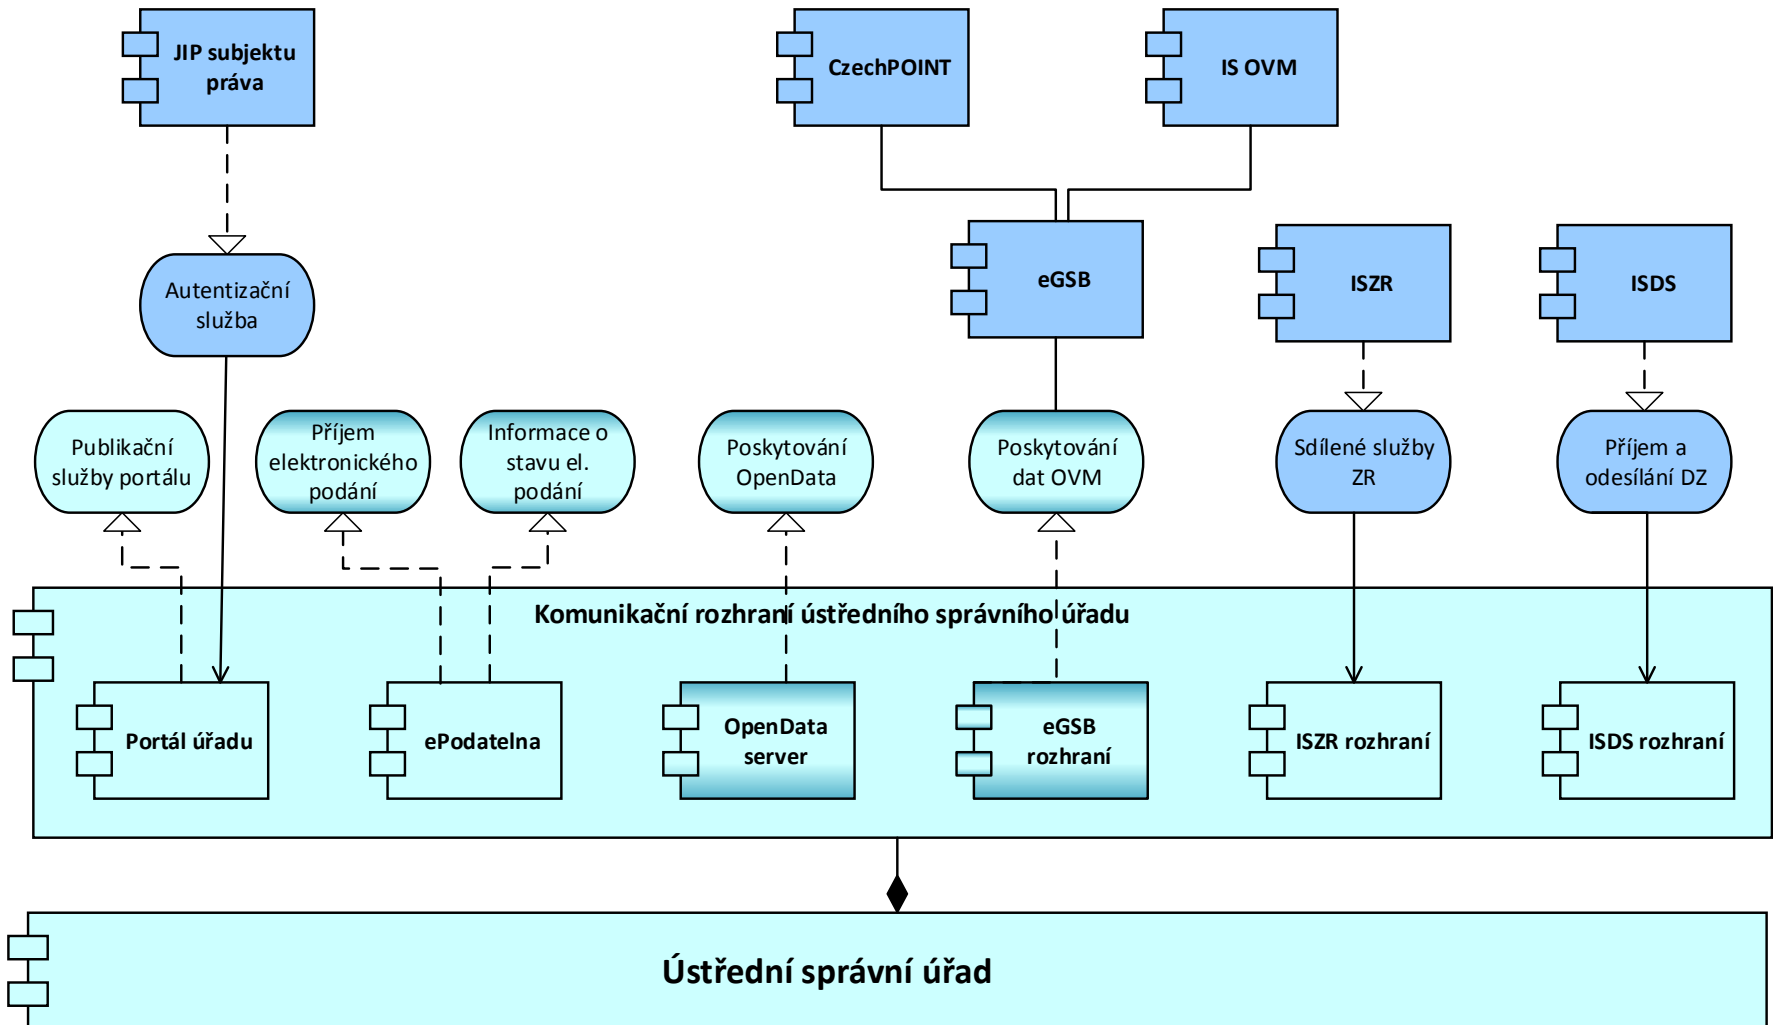 JIP subjektu
práva
CzechPOINT
IS OVM
Autentizační
služba
eGSB
ISZR
ISDS
Publikační
služby portálu
Příjem
elektronického
podání
Informace o
stavu el.
podání
Poskytování
OpenData
Poskytování
dat OVM
Sdílené služby
ZR
Příjem a
odesílání DZ
Komunikační rozhraní ústředního správního úřadu
Portál úřadu
ePodatelna
OpenData
server
eGSB
rozhraní
ISZR rozhraní
ISDS rozhraní
Ústřední správní úřad